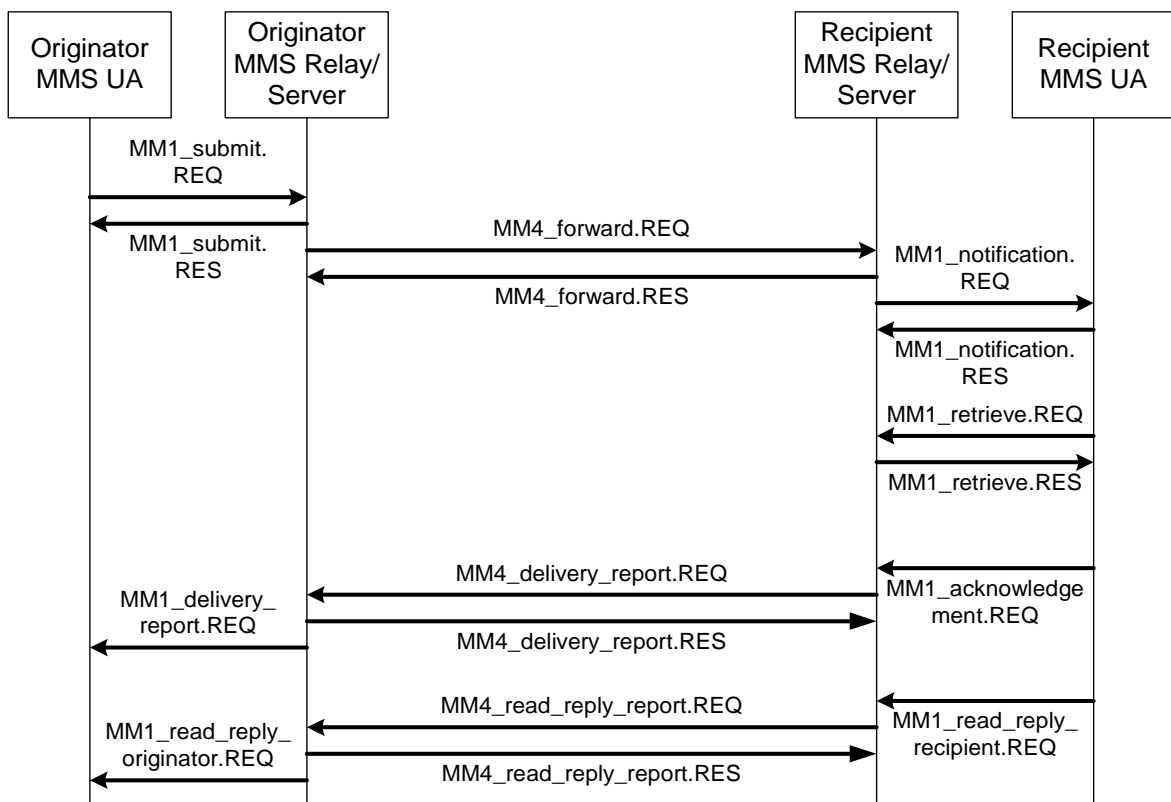 Originator
MMS UA
Originator
MMS Relay/
Server
Recipient
MMS Relay/
Server
Recipient
MMS UA
MM1_submit.
REQ
MM1_submit.
RES
MM4_forward.REQ
MM4_forward.RES
MM1_notification.
REQ
MM1_notification.
RES
MM1_retrieve.REQ
MM1_retrieve.RES
MM1_acknowledge
ment.REQ
MM4_delivery_report.REQ
MM4_delivery_report.RES
MM1_delivery_
report.REQ
MM1_read_reply_
recipient.REQ
MM4_read_reply_report.REQ
MM4_read_reply_report.RES
MM1_read_reply_
originator.REQ